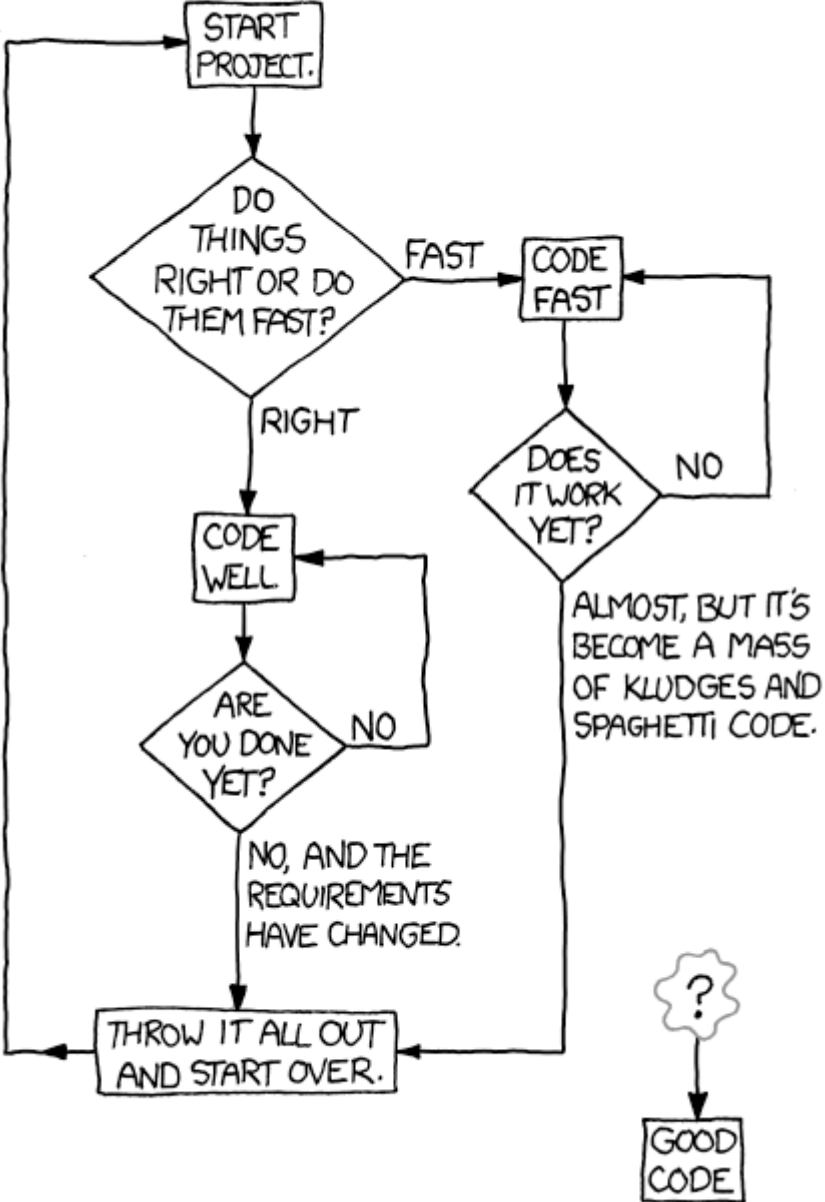 START
PROJECT.
DO
THINGS
RIGHT OR DO
THEM FAST?
FAST
CODE
FAST
RIGHT
DOES
IT WORK
YET?
NO
CODE
WELL.
ALMOST, BUT IT'S
BECOME A MASS
OF KLUDGES AND
SPAGHETTI CODE.
ARE
YOU DONE
YET?
NO
NO, AND THE
REQUIREMENTS
HAVE CHANGED.
THROW IT ALL OUT
AND START OVER.
?
GOOD
CODE